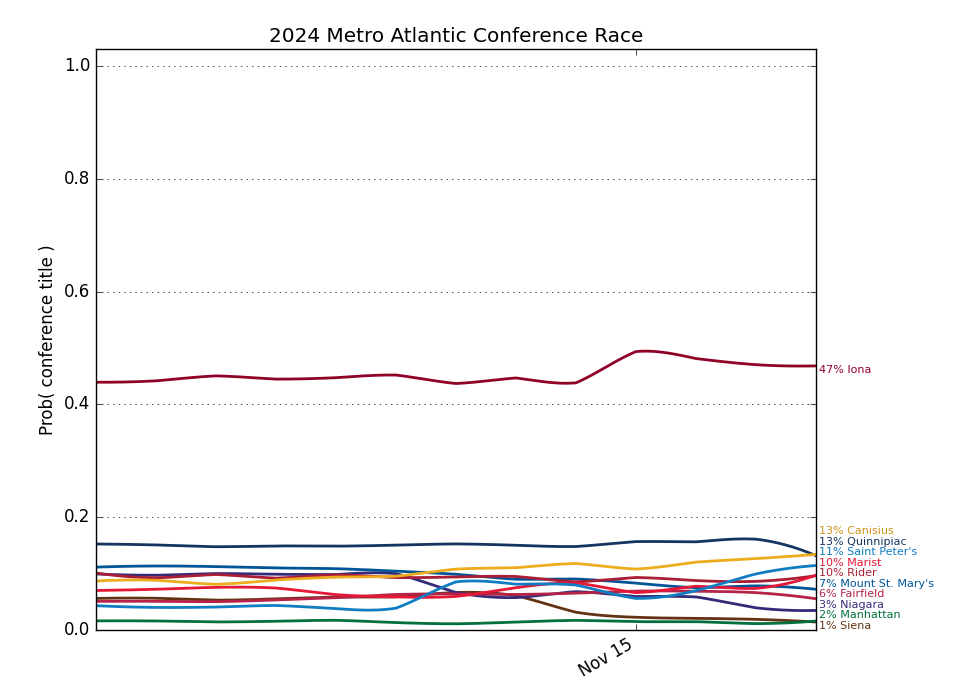 2024 Metro Atlantic Conference Race
Prob( conference title )
1.0
0.8
0.6
0.4
0.2
0.0
Nov 15
47% Iona
13% Canisius
13% Quinnipiac
11% Saint Peter's
10% Marist
10% Rider
7% Mount St. Mary's
6% Fairfield
3% Niagara
2% Manhattan
1% Siena